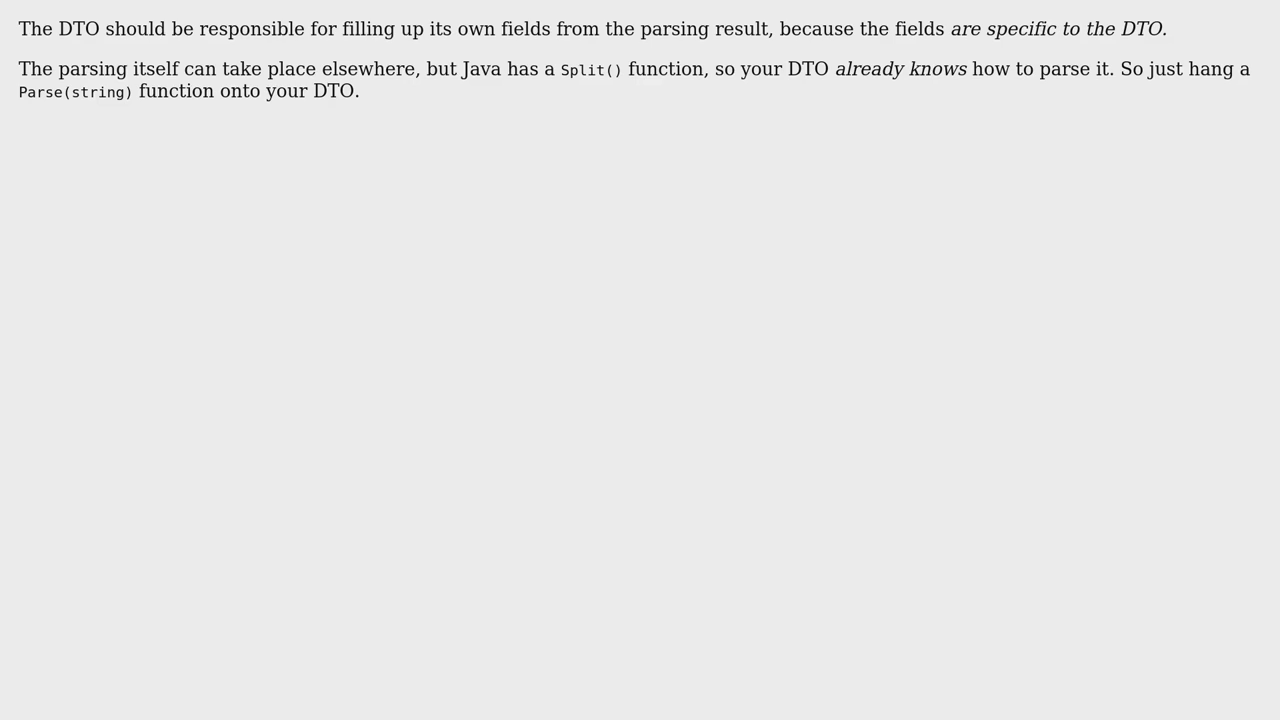 The DTO should be responsible for filling up its own fields from the parsing result, because the fields are specific to the DTO.
The parsing itself can take place elsewhere, but Java has a Split() function, so your DTO already knows how to parse it. So just hang a
Parse(string) function onto your DTO.